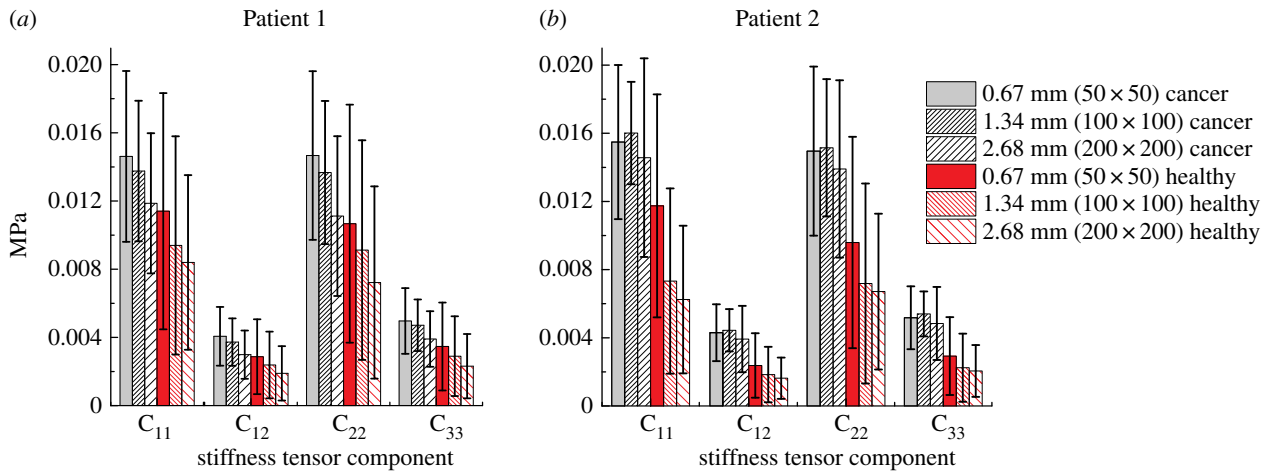 (a) Patient 1
0.020
0.016
0.012
0.008
0.004
0
MPa
C₁₁ C₁₂ C₂₂ C₃₃
stiffness tensor component
(b) Patient 2
0.020
0.016
0.012
0.008
0.004
0
C₁₁ C₁₂ C₂₂ C₃₃
stiffness tensor component
0.67 mm (50 × 50) cancer
1.34 mm (100 × 100) cancer
2.68 mm (200 × 200) cancer
0.67 mm (50 × 50) healthy
1.34 mm (100 × 100) healthy
2.68 mm (200 × 200) healthy